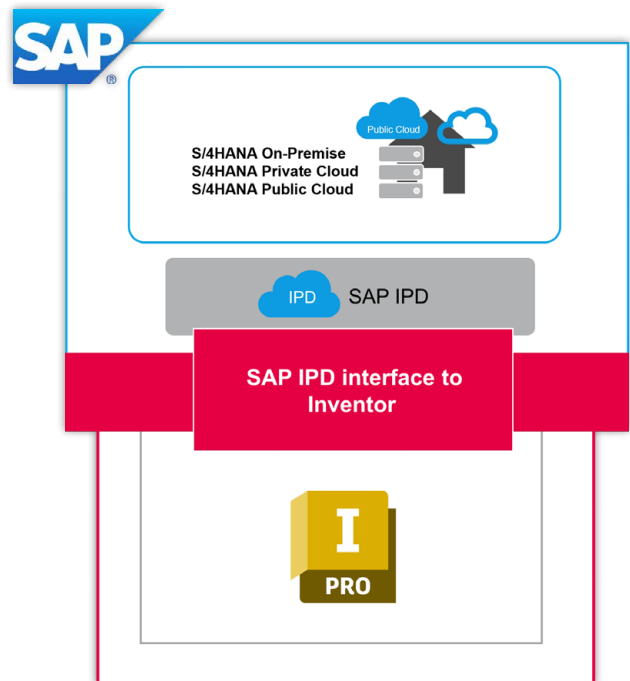 SAP
®
Public Cloud
S/4HANA On-Premise
S/4HANA Private Cloud
S/4HANA Public Cloud
IPD
SAP IPD
SAP IPD interface to
Inventor
I
PRO